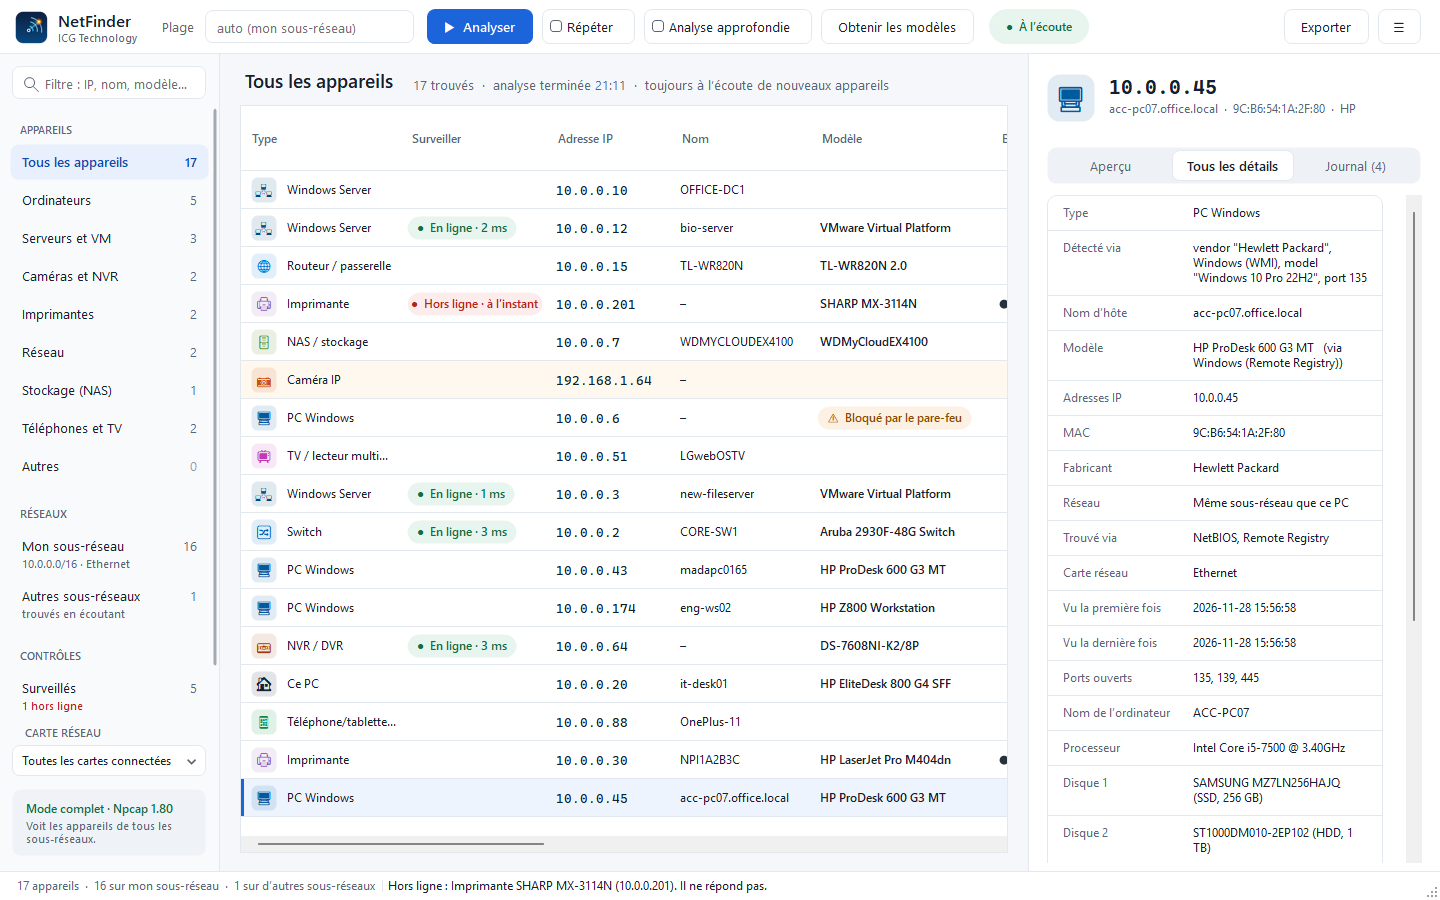 NetFinder
ICG Technology
Plage
auto (mon sous-réseau)
Analyser
Répéter
Analyse approfondie
Obtenir les modèles
● À l'écoute
Exporter
☰
Filtre : IP, nom, modèle...
APPAREILS
Tous les appareils 17
Ordinateurs 5
Serveurs et VM 3
Caméras et NVR 2
Imprimantes 2
Réseau 2
Stockage (NAS) 1
Téléphones et TV 2
Autres 0
RÉSEAUX
Mon sous-réseau 16
10.0.0.0/16 · Ethernet
Autres sous-réseaux 1
trouvés en écoutant
CONTRÔLES
Surveillés 5
1 hors ligne
CARTE RÉSEAU
Toutes les cartes connectées
Mode complet · Npcap 1.80
Voit les appareils de tous les
sous-réseaux.
Tous les appareils 17 trouvés · analyse terminée 21:11 · toujours à l'écoute de nouveaux appareils
Type Surveiller Adresse IP Nom Modèle E
Windows Server 10.0.0.10 OFFICE-DC1
Windows Server ● En ligne · 2 ms 10.0.0.12 bio-server VMware Virtual Platform
Routeur / passerelle 10.0.0.15 TL-WR820N TL-WR820N 2.0
Imprimante ● Hors ligne · à l'instant 10.0.0.201 – SHARP MX-3114N
NAS / stockage 10.0.0.7 WDMYCLOUDEX4100 WDMyCloudEX4100
Caméra IP 192.168.1.64 –
PC Windows 10.0.0.6 – ⚠ Bloqué par le pare-feu
TV / lecteur multi... 10.0.0.51 LGwebOSTV
Windows Server ● En ligne · 1 ms 10.0.0.3 new-fileserver VMware Virtual Platform
Switch ● En ligne · 3 ms 10.0.0.2 CORE-SW1 Aruba 2930F-48G Switch
PC Windows 10.0.0.43 madapc0165 HP ProDesk 600 G3 MT
PC Windows 10.0.0.174 eng-ws02 HP Z800 Workstation
NVR / DVR ● En ligne · 3 ms 10.0.0.64 – DS-7608NI-K2/8P
Ce PC 10.0.0.20 it-desk01 HP EliteDesk 800 G4 SFF
Téléphone/tablette... 10.0.0.88 OnePlus-11
Imprimante 10.0.0.30 NPI1A2B3C HP LaserJet Pro M404dn
PC Windows 10.0.0.45 acc-pc07.office.local HP ProDesk 600 G3 MT
10.0.0.45
acc-pc07.office.local · 9C:B6:54:1A:2F:80 · HP
Aperçu Tous les détails Journal (4)
Type PC Windows
Détecté via vendor "Hewlett Packard",
Windows (WMI), model
"Windows 10 Pro 22H2", port 135
Nom d'hôte acc-pc07.office.local
Modèle HP ProDesk 600 G3 MT (via
Windows (Remote Registry))
Adresses IP 10.0.0.45
MAC 9C:B6:54:1A:2F:80
Fabricant Hewlett Packard
Réseau Même sous-réseau que ce PC
Trouvé via NetBIOS, Remote Registry
Carte réseau Ethernet
Vu la première fois 2026-11-28 15:56:58
Vu la dernière fois 2026-11-28 15:56:58
Ports ouverts 135, 139, 445
Nom de l'ordinateur ACC-PC07
Processeur Intel Core i5-7500 @ 3.40GHz
Disque 1 SAMSUNG MZ7LN256HAJQ
(SSD, 256 GB)
Disque 2 ST1000DM010-2EP102 (HDD, 1
TB)
17 appareils · 16 sur mon sous-réseau · 1 sur d'autres sous-réseaux Hors ligne : Imprimante SHARP MX-3114N (10.0.0.201). Il ne répond pas.